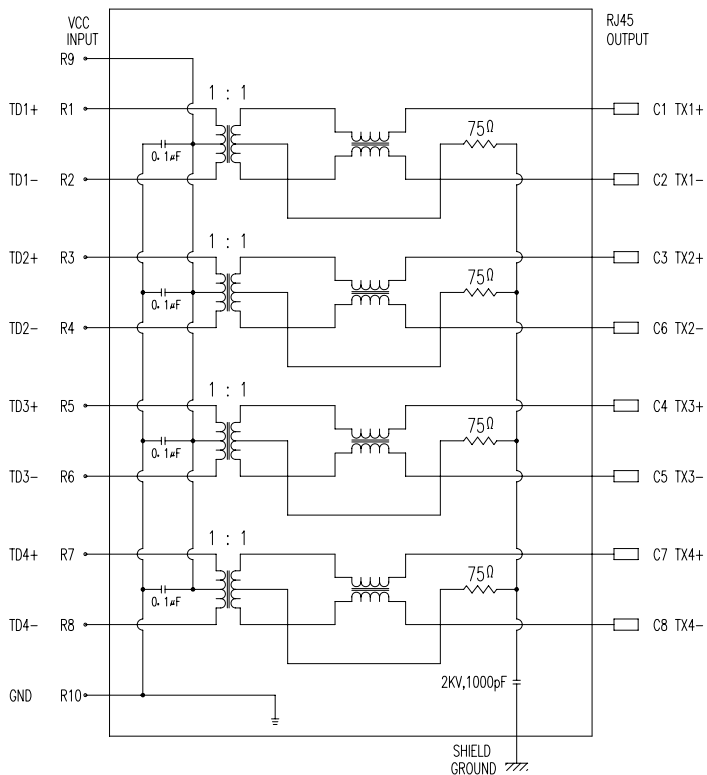 VCC
INPUT
RJ45
OUTPUT
R9
1 : 1
TD1+ R1
C1 TX1+
75Ω
0.1μF
TD1- R2
C2 TX1-
1 : 1
TD2+ R3
C3 TX2+
75Ω
0.1μF
TD2- R4
C6 TX2-
1 : 1
TD3+ R5
C4 TX3+
75Ω
0.1μF
TD3- R6
C5 TX3-
1 : 1
TD4+ R7
C7 TX4+
75Ω
0.1μF
TD4- R8
C8 TX4-
2KV,1000pF
GND R10
SHIELD
GROUND